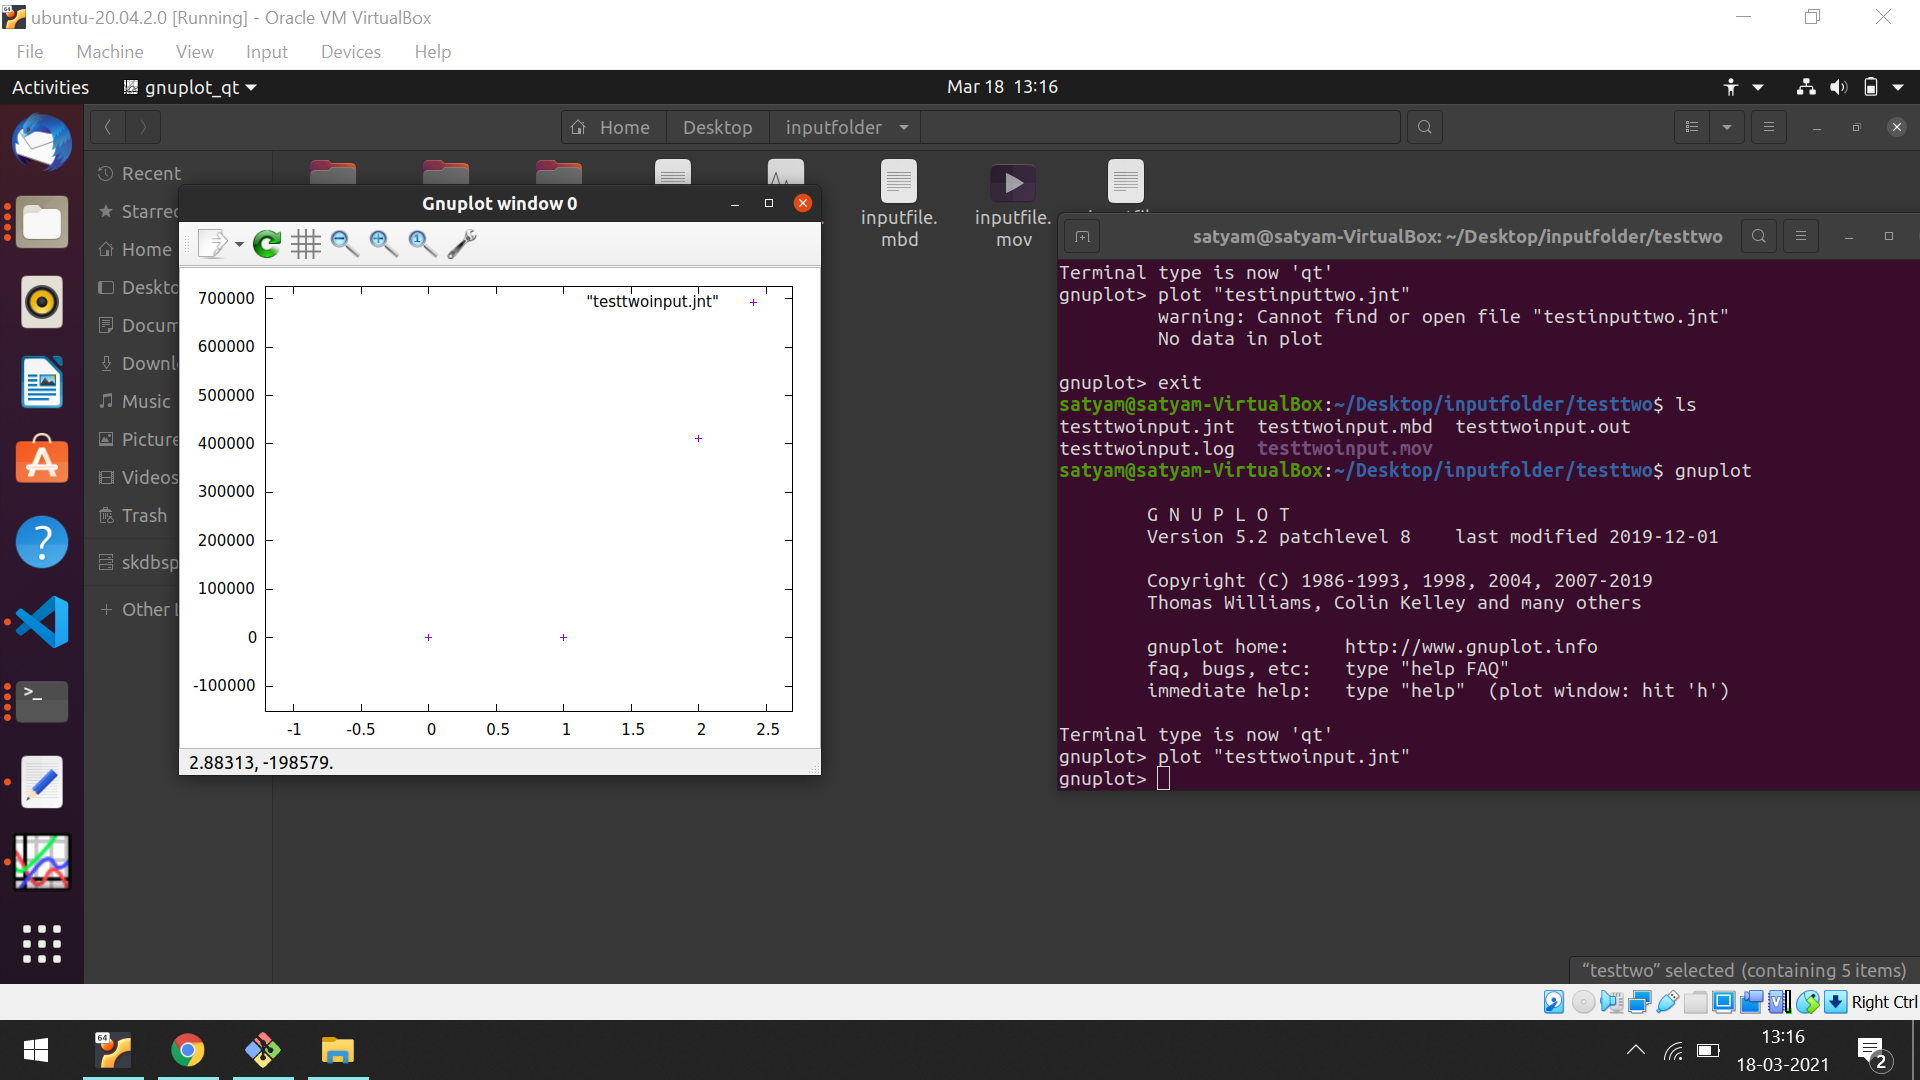 ubuntu-20.04.2.0 [Running] - Oracle VM VirtualBox
File Machine View Input Devices Help
Activities gnuplot_qt Mar 18 13:16
Home Desktop inputfolder
Recent
Starred
Home
Deskto
Docum
Downl
Music
Picture
Videos
Trash
skdbsp
Other
inputfile.
mbd
inputfile.
mov
Gnuplot window 0
"testtwoinput.jnt"
700000
600000
500000
400000
300000
200000
100000
0
-100000
-1 -0.5 0 0.5 1 1.5 2 2.5
2.88313, -198579.
satyam@satyam-VirtualBox: ~/Desktop/inputfolder/testtwo
Terminal type is now 'qt'
gnuplot> plot "testinputtwo.jnt"
warning: Cannot find or open file "testinputtwo.jnt"
No data in plot
gnuplot> exit
satyam@satyam-VirtualBox:~/Desktop/inputfolder/testtwo$ ls
testtwoinput.jnt testtwoinput.mbd testtwoinput.out
testtwoinput.log testtwoinput.mov
satyam@satyam-VirtualBox:~/Desktop/inputfolder/testtwo$ gnuplot
G N U P L O T
Version 5.2 patchlevel 8 last modified 2019-12-01
Copyright (C) 1986-1993, 1998, 2004, 2007-2019
Thomas Williams, Colin Kelley and many others
gnuplot home: http://www.gnuplot.info
faq, bugs, etc: type "help FAQ"
immediate help: type "help" (plot window: hit 'h')
Terminal type is now 'qt'
gnuplot> plot "testtwoinput.jnt"
gnuplot>
“testtwo” selected (containing 5 items)
Right Ctrl
64
13:16
18-03-2021
2